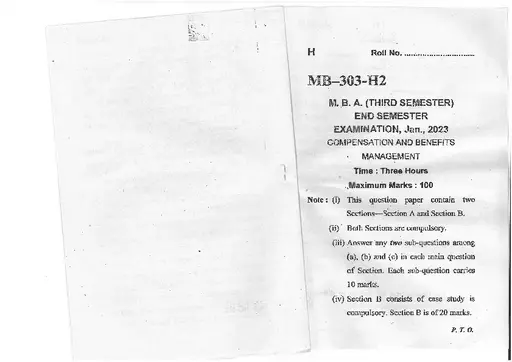 H Roll No. ..............................
MB–303–H2
M. B. A. (THIRD SEMESTER)
END SEMESTER
EXAMINATION, Jan., 2023
COMPENSATION AND BENEFITS
MANAGEMENT
Time : Three Hours
Maximum Marks : 100
Note : (i) This question paper contain two
Sections—Section A and Section B.
(ii) Both Sections are compulsory.
(iii) Answer any two sub-questions among
(a), (b) and (c) in each main question
of Section. Each sub-question carries
10 marks.
(iv) Section B consists of case study is
compulsory. Section B is of 20 marks.
P. T. O.